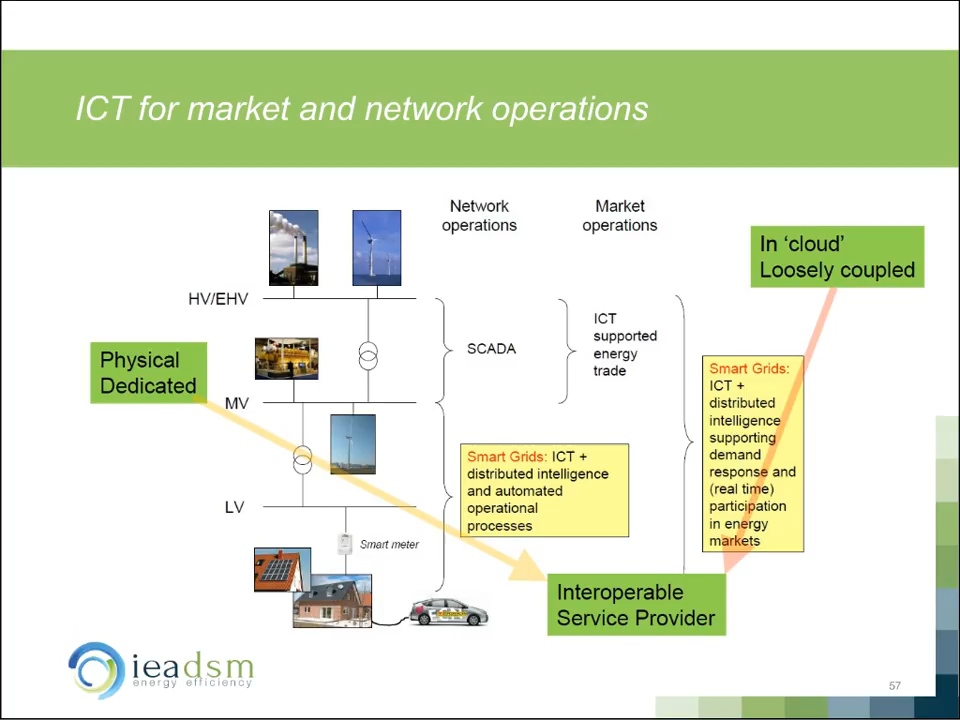 ICT for market and network operations
Network
operations
Market
operations
In ‘cloud’
Loosely coupled
HV/EHV
ICT
supported
energy
trade
SCADA
Physical
Dedicated
Smart Grids:
ICT +
distributed
intelligence
supporting
demand
response and
(real time)
participation
in energy
markets
MV
Smart Grids: ICT +
distributed intelligence
and automated
operational
processes
LV
Smart meter
Interoperable
Service Provider
ieadsm
energy efficiency
57